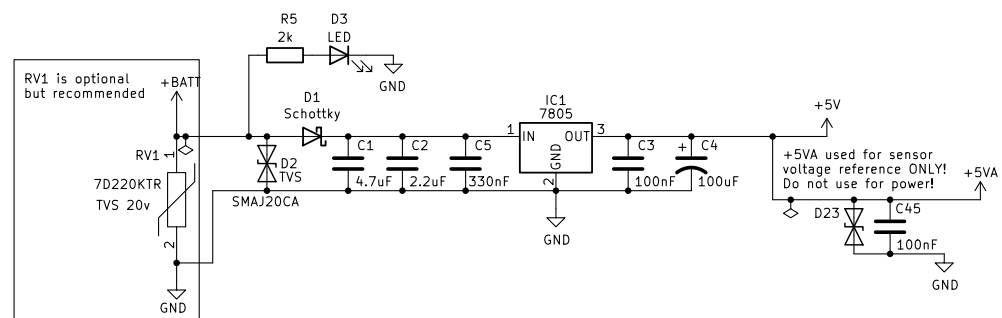 R5
2k
D3
LED
GND
RV1 is optional
but recommended
+BATT
D1
Schottky
IC1
7805
+5V
1
IN
OUT
3
GND
2
RV1
1
7D220KTR
TVS 20v
2
D2
TVS
SMAJ20CA
C1
4.7uF
C2
2.2uF
C5
330nF
C3
100nF
+
C4
100uF
+5VA used for sensor
voltage reference ONLY!
Do not use for power!
+5VA
D23
C45
100nF
GND
GND
GND